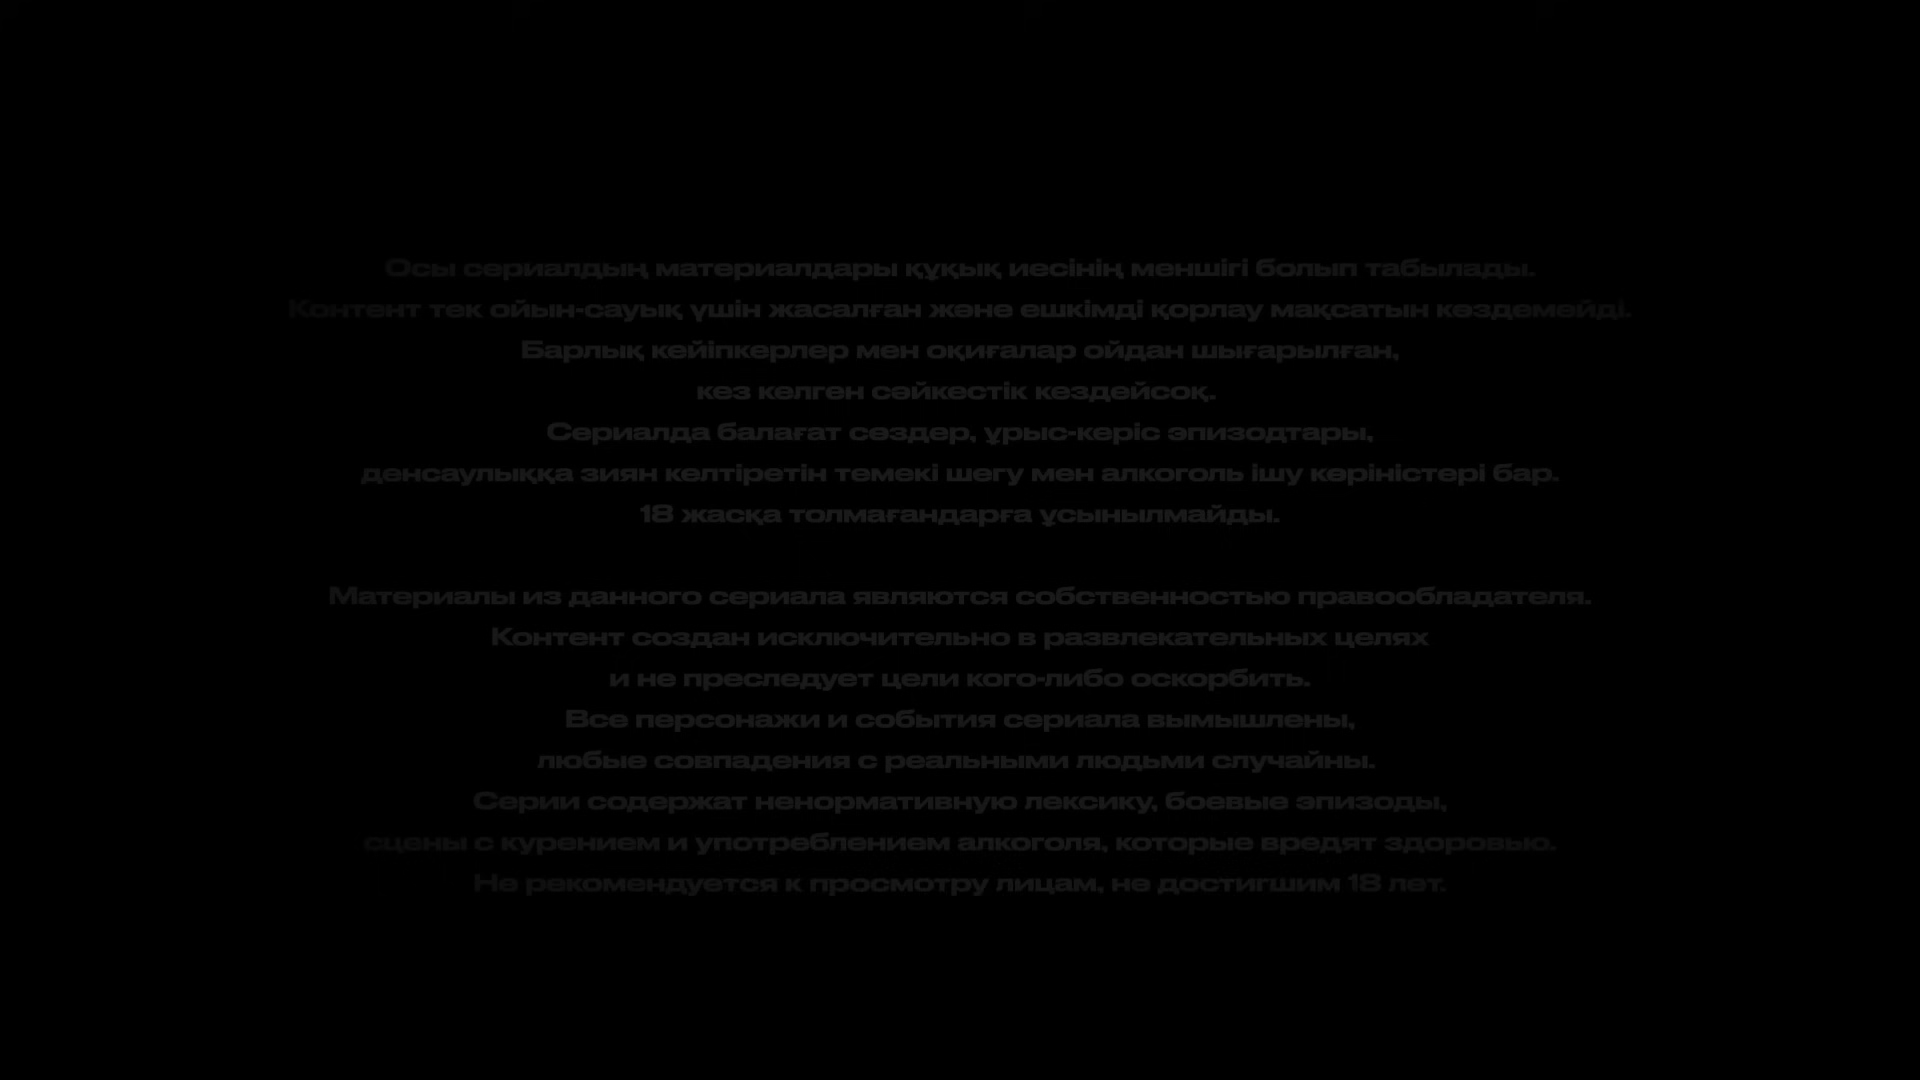 Осы сериалдың материалдары құқық иесінің меншігі болып табылады.
Контент тек ойын-сауық үшін жасалған және ешкімді қорлау мақсатын көздемейді.
Барлық кейіпкерлер мен оқиғалар ойдан шығарылған,
кез келген сәйкестік кездейсоқ.
Сериалда балағат сөздер, ұрыс-керіс эпизодтары,
денсаулыққа зиян келтіретін темекі шегу мен алкоголь ішу көріністері бар.
18 жасқа толмағандарға ұсынылмайды.
Материалы из данного сериала являются собственностью правообладателя.
Контент создан исключительно в развлекательных целях
и не преследует цели кого-либо оскорбить.
Все персонажи и события сериала вымышлены,
любые совпадения с реальными людьми случайны.
Серии содержат ненормативную лексику, боевые эпизоды,
сцены с курением и употреблением алкоголя, которые вредят здоровью.
Не рекомендуется к просмотру лицам, не достигшим 18 лет.